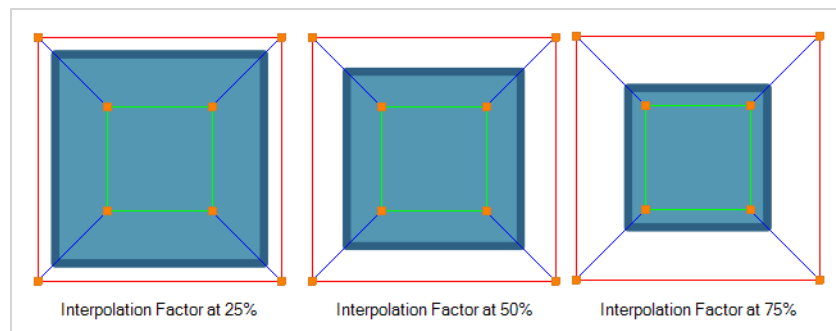 Interpolation Factor at 25%
Interpolation Factor at 50%
Interpolation Factor at 75%